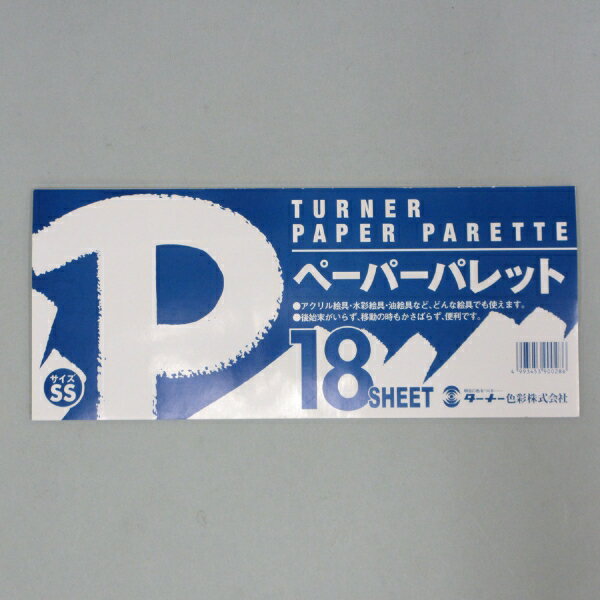 P
TURNER
PAPER PARETTE
ペーパーパレット
●アクリル絵具・水彩絵具・油絵具など、どんな絵具でも使えます。
●後始末がいらず、移動の時もかさばらず、便利です。
18 SHEET
サイズ
SS
4 993453 900286
ターナー色彩株式会社